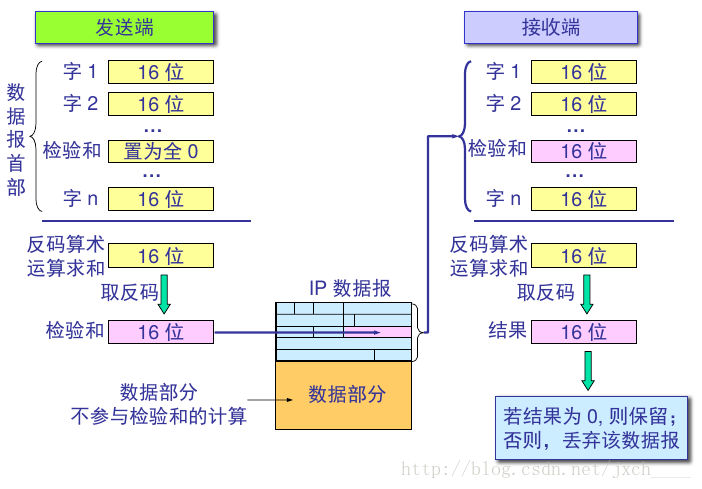 发送端
数据报首部
字 1
16 位
字 2
16 位
...
检验和
置为全 0
...
字 n
16 位
反码算术
运算求和
16 位
取反码
检验和
16 位
数据部分
不参与检验和的计算
IP 数据报
数据部分
接收端
字 1
16 位
字 2
16 位
...
检验和
16 位
...
字 n
16 位
反码算术
运算求和
16 位
取反码
结果
16 位
若结果为 0, 则保留；
否则，丢弃该数据报
http://blog.csdn.net/jxch____